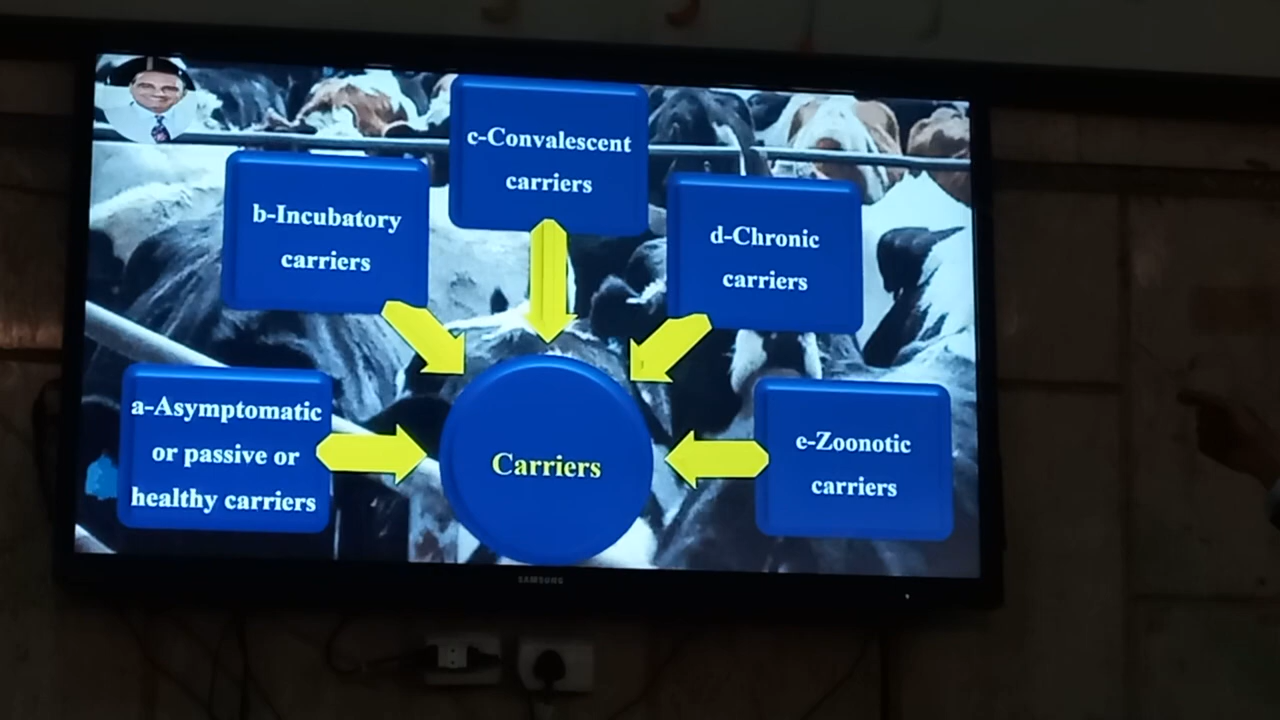 c-Convalescent
carriers
b-Incubatory
carriers
d-Chronic
carriers
a-Asymptomatic
or passive or
healthy carriers
Carriers
e-Zoonotic
carriers
SAMSUNG